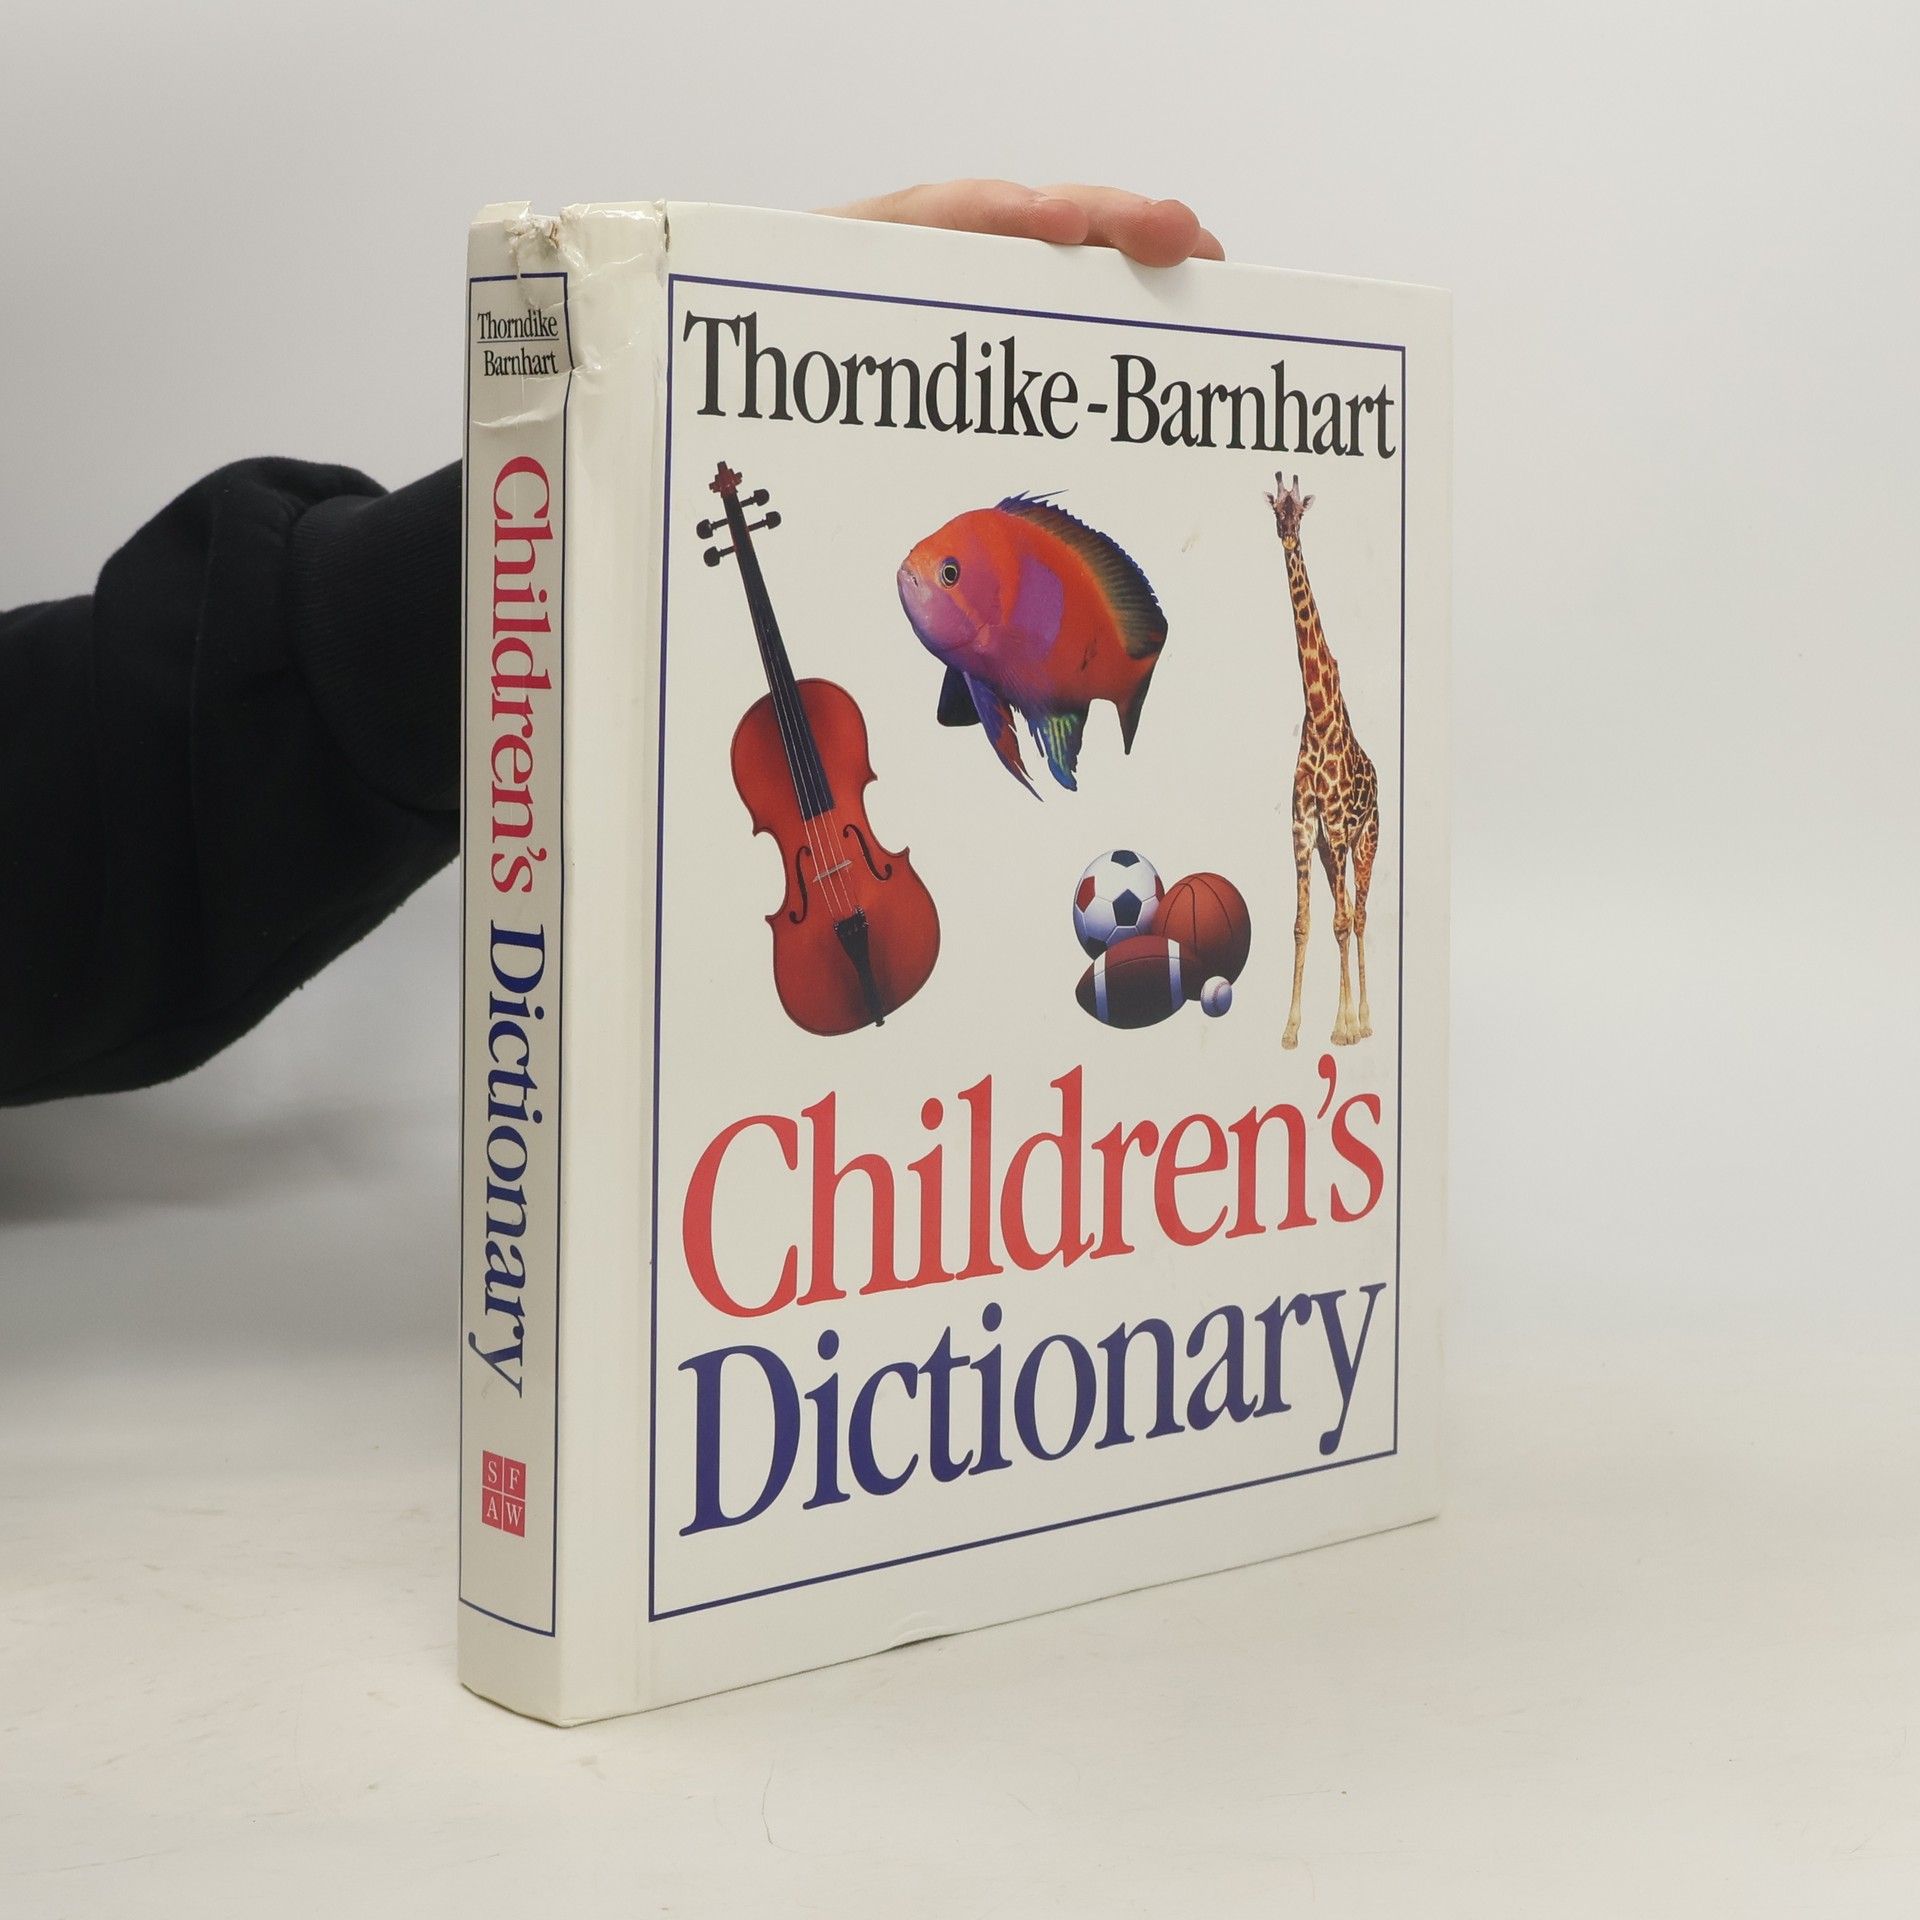 Thorndike
Barnhart
Children's Dictionary
S F
A W
Thorndike-Barnhart
Children's
Dictionary